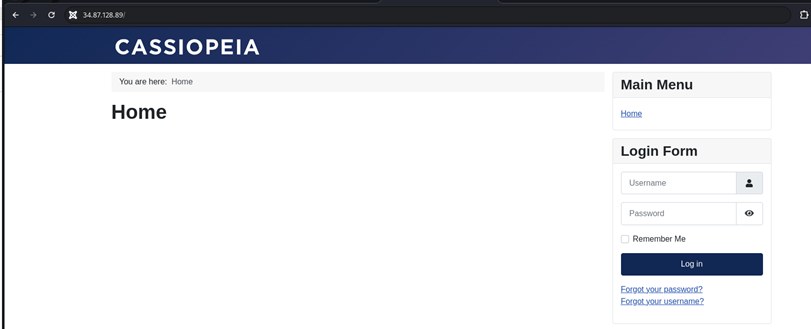 34.87.128.89/
CASSIOPEIA
You are here: Home
Home
Main Menu
Home
Login Form
Username
Password
Remember Me
Log in
Forgot your password?
Forgot your username?